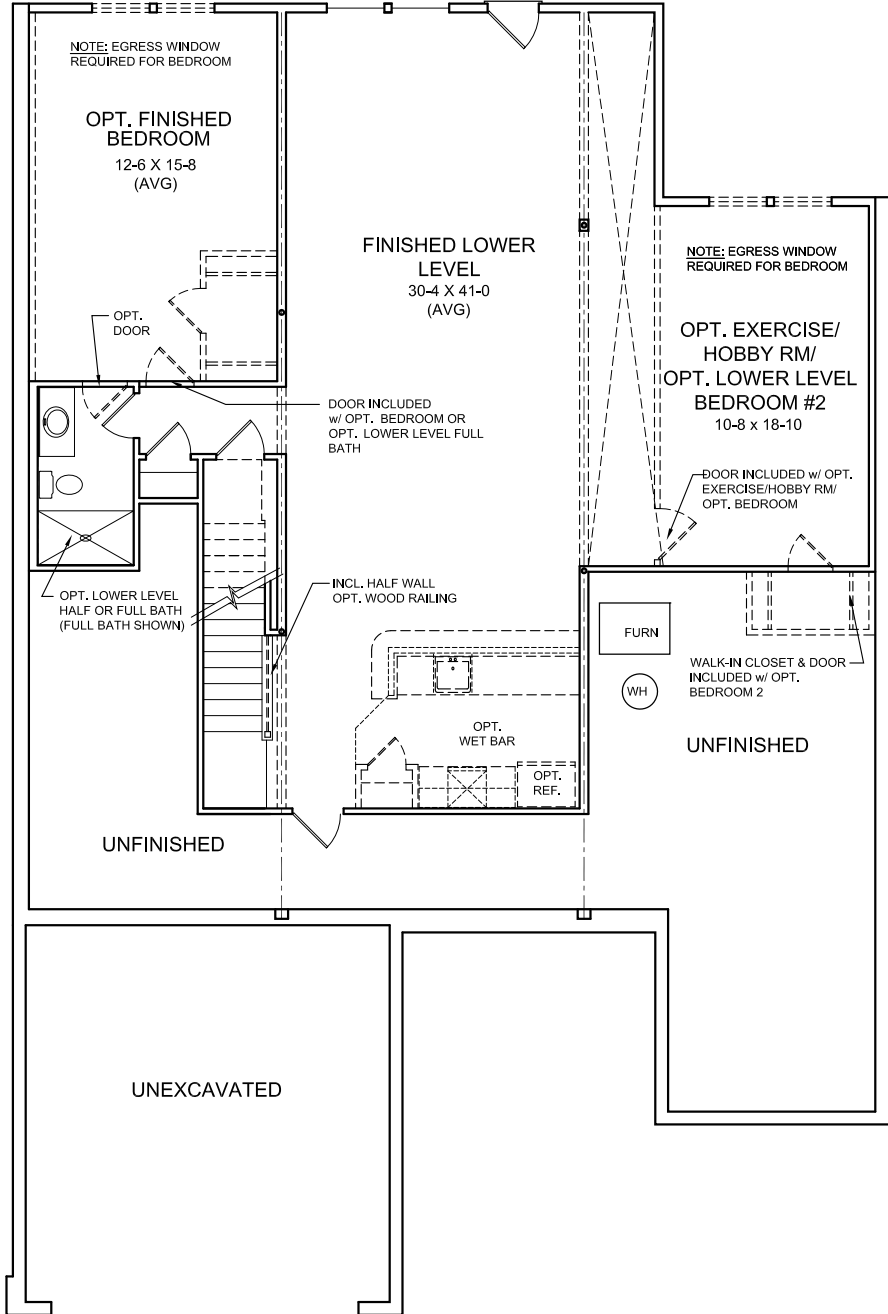 NOTE: EGRESS WINDOW
REQUIRED FOR BEDROOM
OPT. FINISHED
BEDROOM
12-6 X 15-8
(AVG)
FINISHED LOWER
LEVEL
30-4 X 41-0
(AVG)
NOTE: EGRESS WINDOW
REQUIRED FOR BEDROOM
OPT. EXERCISE/
HOBBY RM/
OPT. LOWER LEVEL
BEDROOM #2
10-8 x 18-10
OPT.
DOOR
DOOR INCLUDED
w/ OPT. BEDROOM OR
OPT. LOWER LEVEL FULL
BATH
DOOR INCLUDED w/ OPT.
EXERCISE/HOBBY RM/
OPT. BEDROOM
OPT. LOWER LEVEL
HALF OR FULL BATH
(FULL BATH SHOWN)
INCL. HALF WALL
OPT. WOOD RAILING
FURN
WH
WALK-IN CLOSET & DOOR
INCLUDED w/ OPT.
BEDROOM 2
OPT.
WET BAR
OPT.
REF.
UNFINISHED
UNFINISHED
UNEXCAVATED